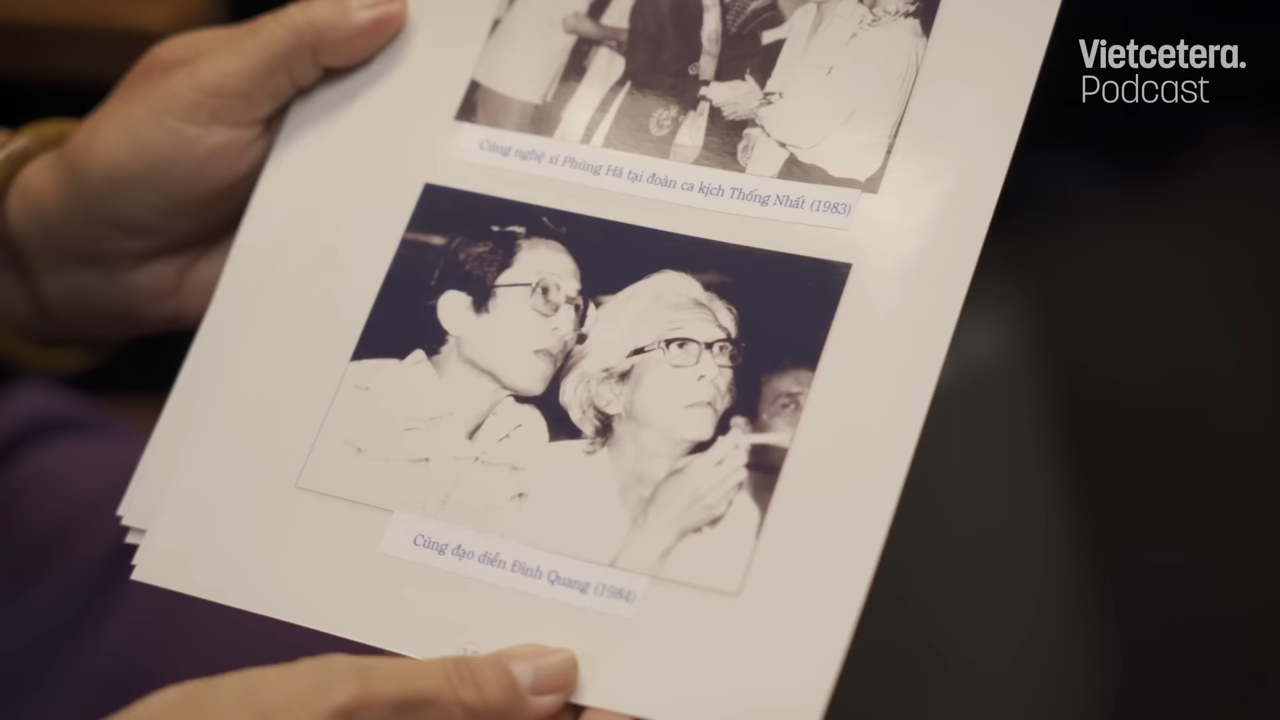 Vietcetera.
Podcast
Cùng nghệ sĩ Phùng Há tại đoàn ca kịch Thống Nhất (1983)
Cùng đạo diễn Đình Quang (1984)